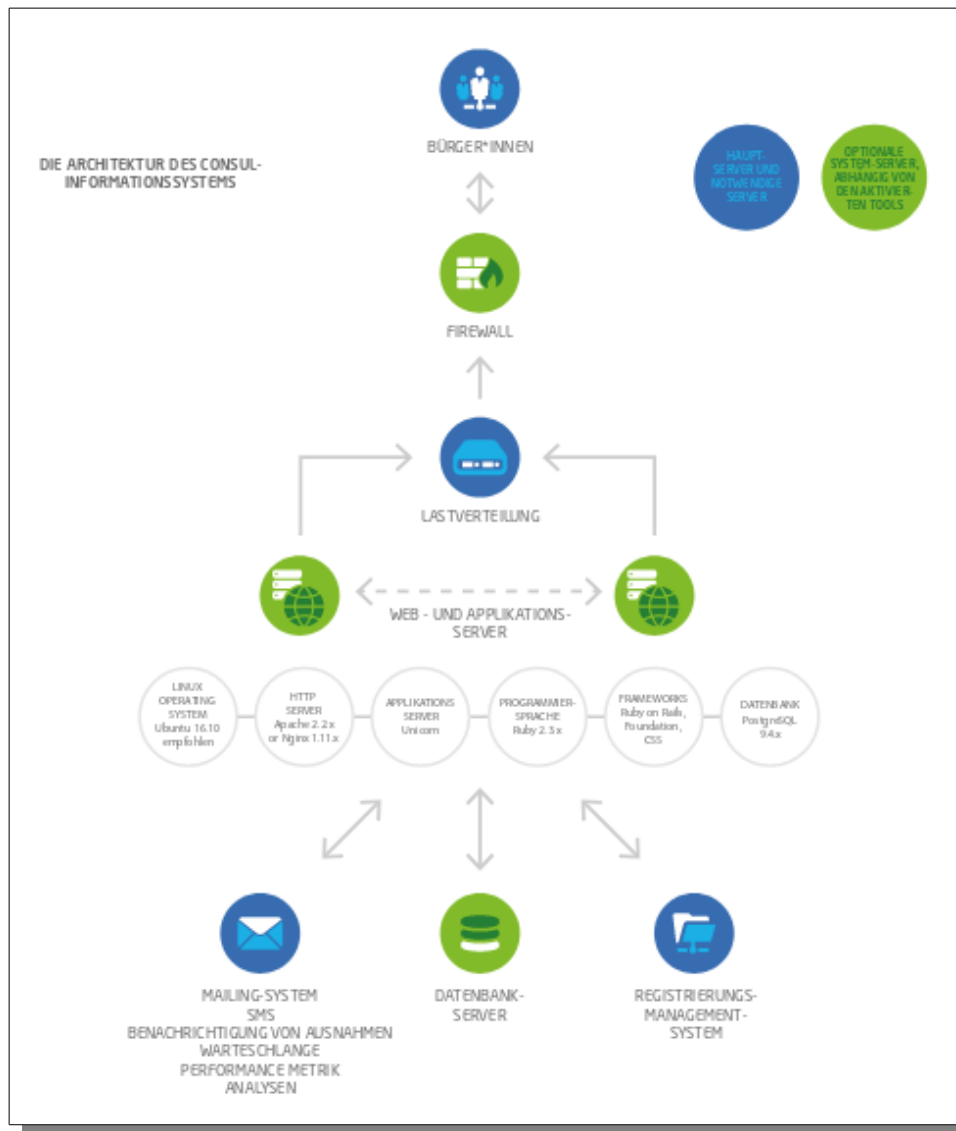 BÜRGER*INNEN
DIE ARCHITEKTUR DES CONSUL-
INFORMATIONSSYSTEMS
HAUPT-
SERVER UND
NOTWENDIGE
SERVER
OPTIONALE
SYSTEM-SERVER,
ABHÄNGIG VON
DEN AKTIVIER-
TEN TOOLS
FIREWALL
LASTVERTEILUNG
WEB - UND APPLIKATIONS-
SERVER
LINUX
OPERATING
SYSTEM
Ubuntu 16.10
empfohlen
HTTP
SERVER
Apache 2.2.x
or Nginx 1.11.x
APPLIKATIONS
SERVER
Unicorn
PROGRAMMIER-
SPRACHE
Ruby 2.3.x
FRAMEWORKS
Ruby on Rails,
Foundation,
CSS
DATENBANK
PostgreSQL
9.4.x
MAILING-SYSTEM
SMS
BENACHRICHTIGUNG VON AUSNAHMEN
WARTESCHLANGE
PERFORMANCE METRIK
ANALYSEN
DATENBANK-
SERVER
REGISTRIERUNGS-
MANAGEMENT-
SYSTEM